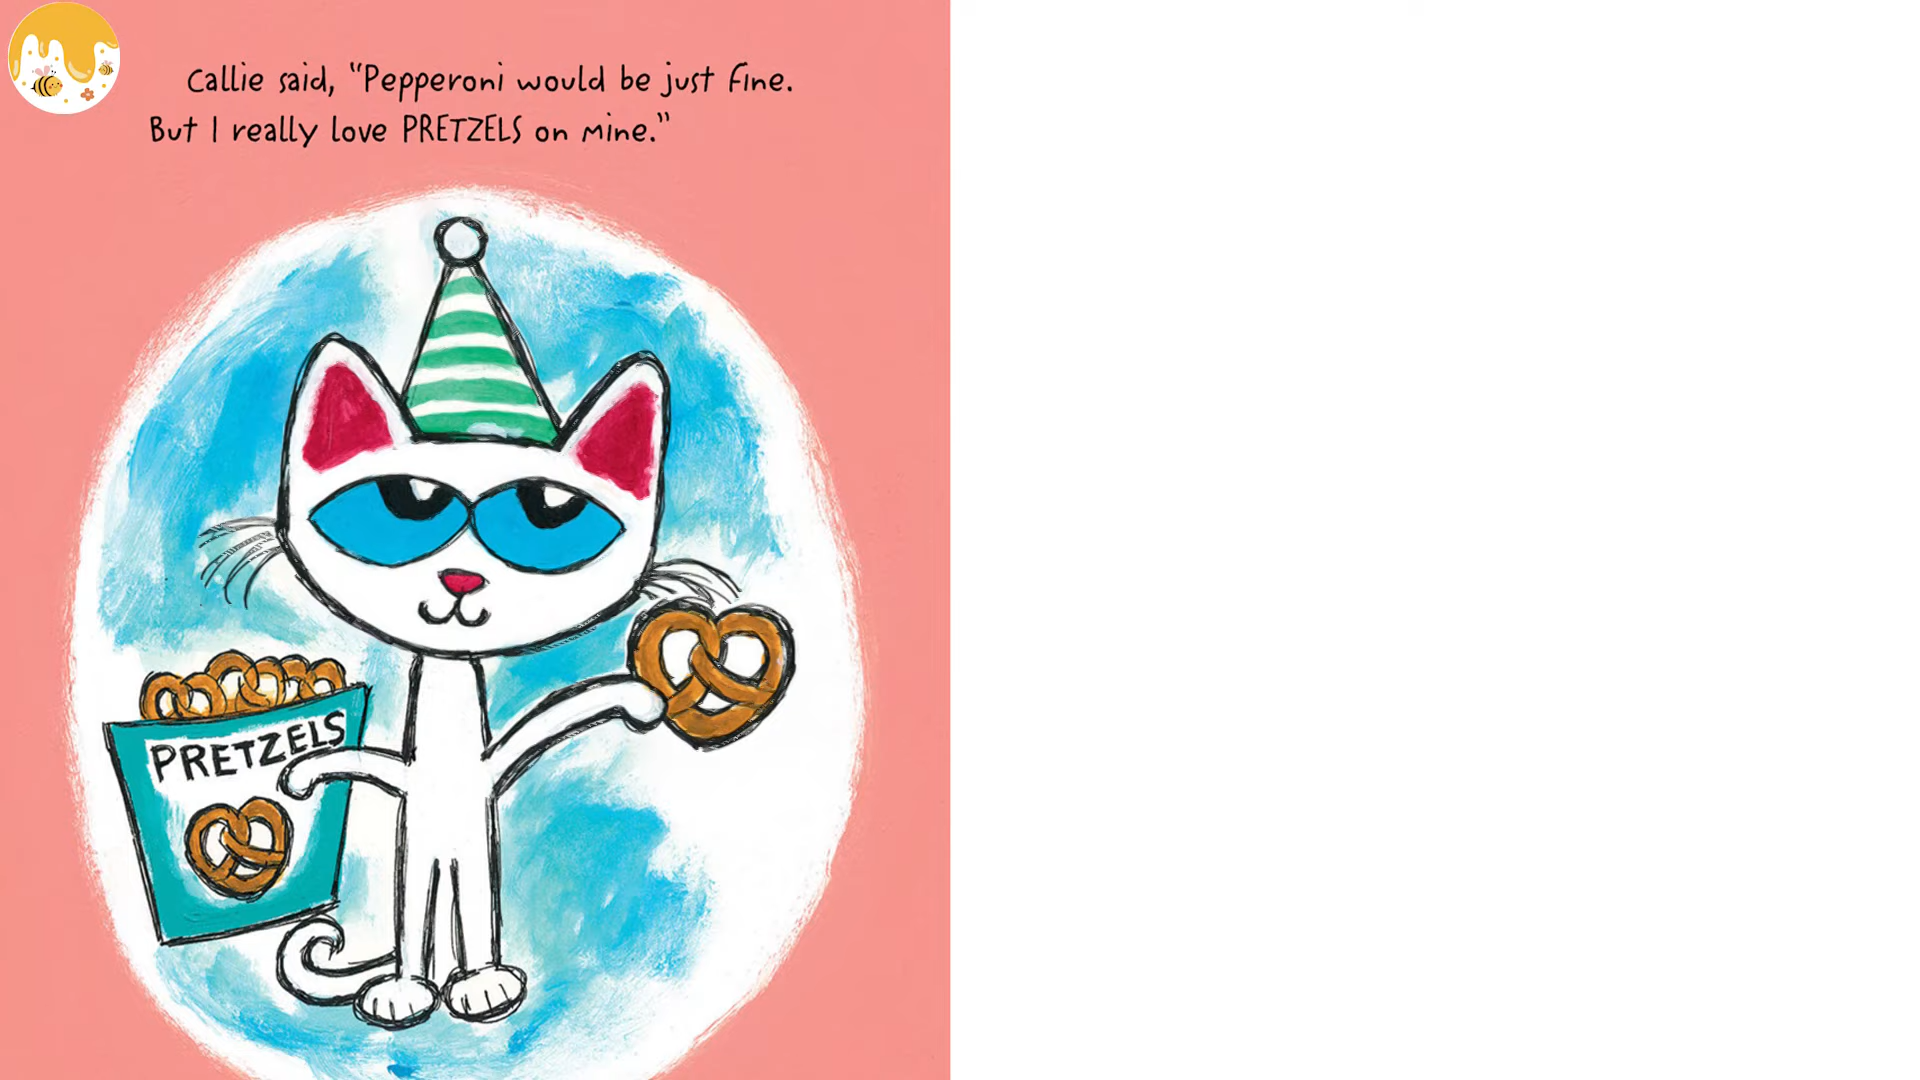 Callie said, “Pepperoni would be just fine.
But I really love PRETZELS on mine.”
PRETZELS